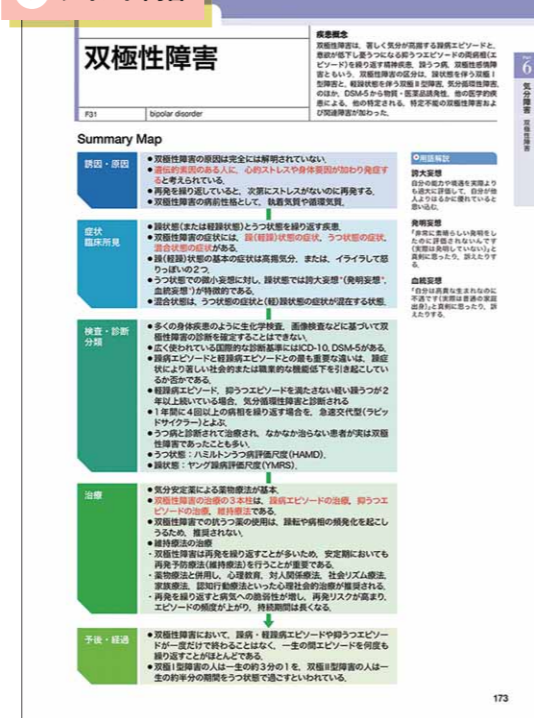 双極性障害
F31
bipolar disorder
疾患概念
双極性障害は、著しく気分が高揚する躁病エピソードと、
意欲が低下し憂うつになる抑うつエピソードの両病相(エ
ピソード)を繰り返す精神疾患。躁うつ病、双極性感情障
害ともいう。双極性障害の区分は、躁状態を伴う双極Ⅰ
型障害と、軽躁状態を伴う双極Ⅱ型障害、気分循環性障害、
のほか、DSM-5から物質・医薬品誘発性、他の医学的疾
患による、他の特定される、特定不能の双極性障害およ
び関連障害が加わった。
6
気分障害
双極性障害
Summary Map
誘因・原因
●双極性障害の原因は完全には解明されていない。
●遺伝的素因のある人に、心的ストレスや身体要因が加わり発症す
ると考えられている。
●再発を繰り返していると、次第にストレスがないのに再発する。
●双極性障害の病前性格として、執着気質や循環気質。
症状
臨床所見
●躁状態(または軽躁状態)とうつ状態を繰り返す疾患。
●双極性障害の症状には、躁(軽躁)状態の症状、うつ状態の症状、
混合状態の症状がある。
●躁(軽躁)状態の基本の症状は高揚気分、または、イライラして怒
りっぽいの2つ。
●うつ状態での微小妄想に対し、躁状態では誇大妄想*(発明妄想*、
血統妄想*)が特徴的である。
●混合状態は、うつ状態の症状と(軽)躁状態の症状が混在する状態。
検査・診断
分類
●多くの身体疾患のように生化学検査、画像検査などに基づいて双
極性障害の診断を確定することはできない。
●広く使われている国際的な診断基準にはICD-10、DSM-5がある。
●躁病エピソードと軽躁病エピソードとの最も重要な違いは、躁症
状により著しい社会的または職業的な機能低下を引き起こしてい
るか否かである。
●軽躁病エピソード、抑うつエピソードを満たさない軽い躁うつが2
年以上続いている場合、気分循環性障害と診断される
●1年間に4回以上の病相を繰り返す場合を、急速交代型(ラピッ
ドサイクラー)とよぶ。
●うつ病と診断されて治療され、なかなか治らない患者が実は双極
性障害であったことも多い。
●うつ状態:ハミルトンうつ病評価尺度(HAMD)。
●躁状態:ヤング躁病評価尺度(YMRS)。
治療
●気分安定薬による薬物療法が基本。
●双極性障害の治療の3本柱は、躁病エピソードの治療、抑うつエ
ピソードの治療、維持療法である。
●双極性障害での抗うつ薬の使用は、躁転や病相の頻発化を起こし
うるため、推奨されない。
●維持療法の治療
・双極性障害は再発を繰り返すことが多いため、安定期においても
再発予防療法(維持療法)を行うことが重要である。
・薬物療法と併用し、心理教育、対人関係療法、社会リズム療法、
家族療法、認知行動療法といった心理社会的治療が推奨される。
・再発を繰り返すと病気への脆弱性が増し、再発リスクが高まり、
エピソードの頻度が上がり、持続期間は長くなる。
予後・経過
●双極性障害において、躁病・軽躁病エピソードや抑うつエピソー
ドが一度だけで終わることはなく、一生の間エピソードを何度も
繰り返すことがほとんどである。
●双極Ⅰ型障害の人は一生の約3分の1を、双極Ⅱ型障害の人は一
生の約半分の期間をうつ状態で過ごすといわれている。
用語解説
誇大妄想
自分の能力や境遇を実際より
も過大に評価して、自分が他
人よりはるかに優れていると
思い込む。
発明妄想
「非常に素晴らしい発明をし
たのに評価されないんです
(実際は発明していない)」と
真剣に思ったり、訴えたりす
る。
血統妄想
「自分は高貴な生まれなのに
不遇です(実際は普通の家庭
出身)」と真剣に思ったり、訴
えたりする。
173